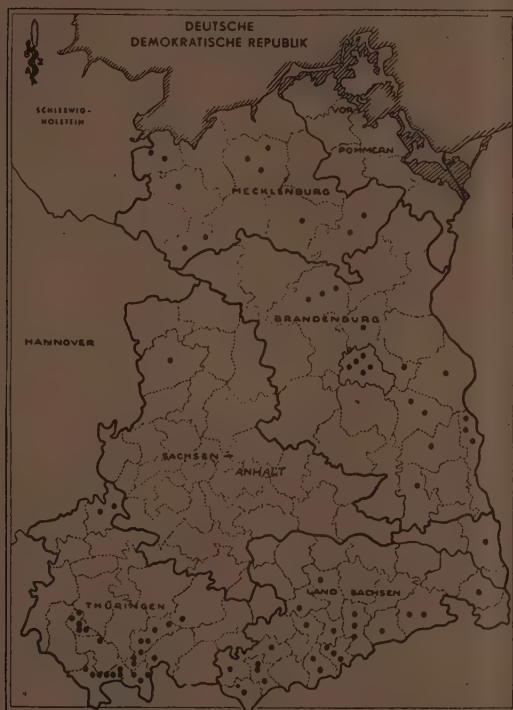 DEUTSCHE
DEMOKRATISCHE REPUBLIK
SCHLESWIG-
HOLSTEIN
VOR-
POMMERN
MECKLENBURG
BRANDENBURG
HANNOVER
SACHSEN-
ANHALT
THÜRINGEN
LAND SACHSEN